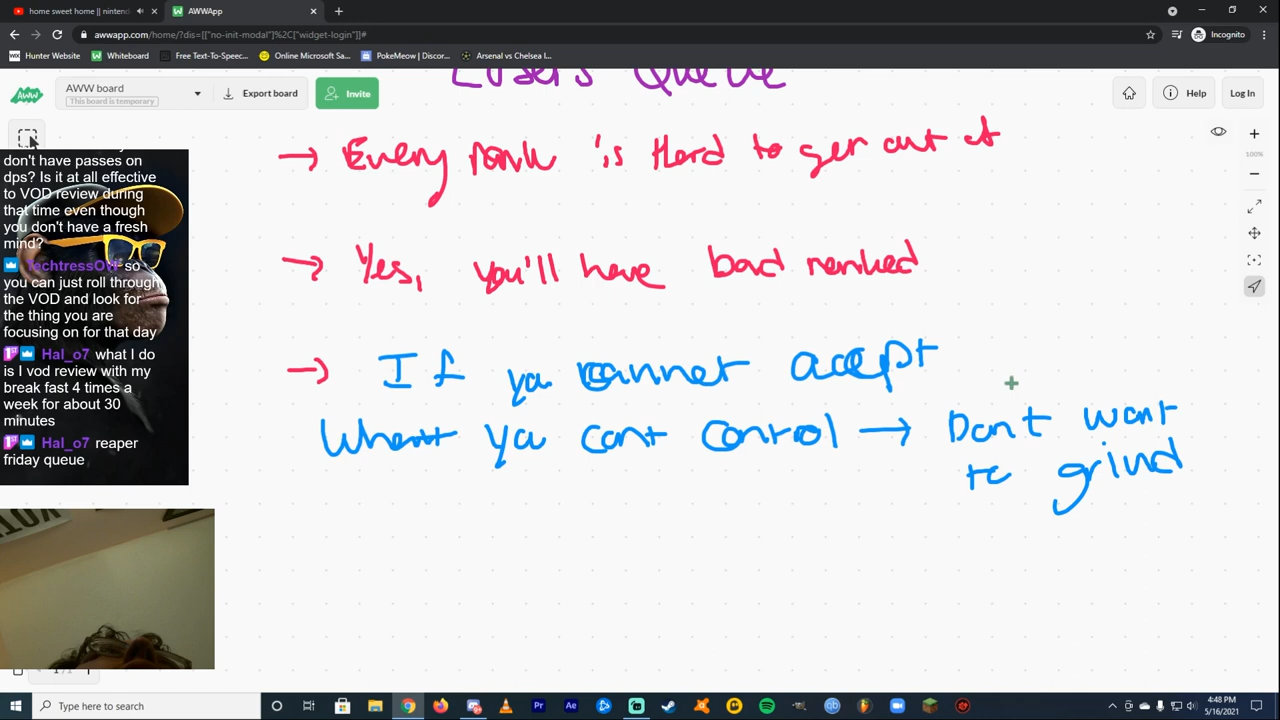 home sweet home || nintend
AWWApp
awwapp.com/home/?dis=[["no-init-modal"]%2C["widget-login"]]#
Incognito
Hunter Website
Whiteboard
Free Text-To-Speec...
Online Microsoft Sa...
PokeMeow | Discor...
Arsenal vs Chelsea l...
Losers Queue
AWW board
This board is temporary
Export board
Invite
Help
Log In
100%
→ Every rank is Hard to get out of
→ Yes, you'll have bad ranked
→ If you cannot accept
What you cant control → Dont want
to grind
don't have passes on
dps? Is it at all effective
to VOD review during
that time even though
you don't have a fresh
mind?
TechtressOW so
you can just roll through
the VOD and look for
the thing you are
focusing on for that day
Hal_o7 what I do
is I vod review with my
break fast 4 times a
week for about 30
minutes
Hal_o7 reaper
friday queue
Type here to search
4:48 PM
5/16/2021